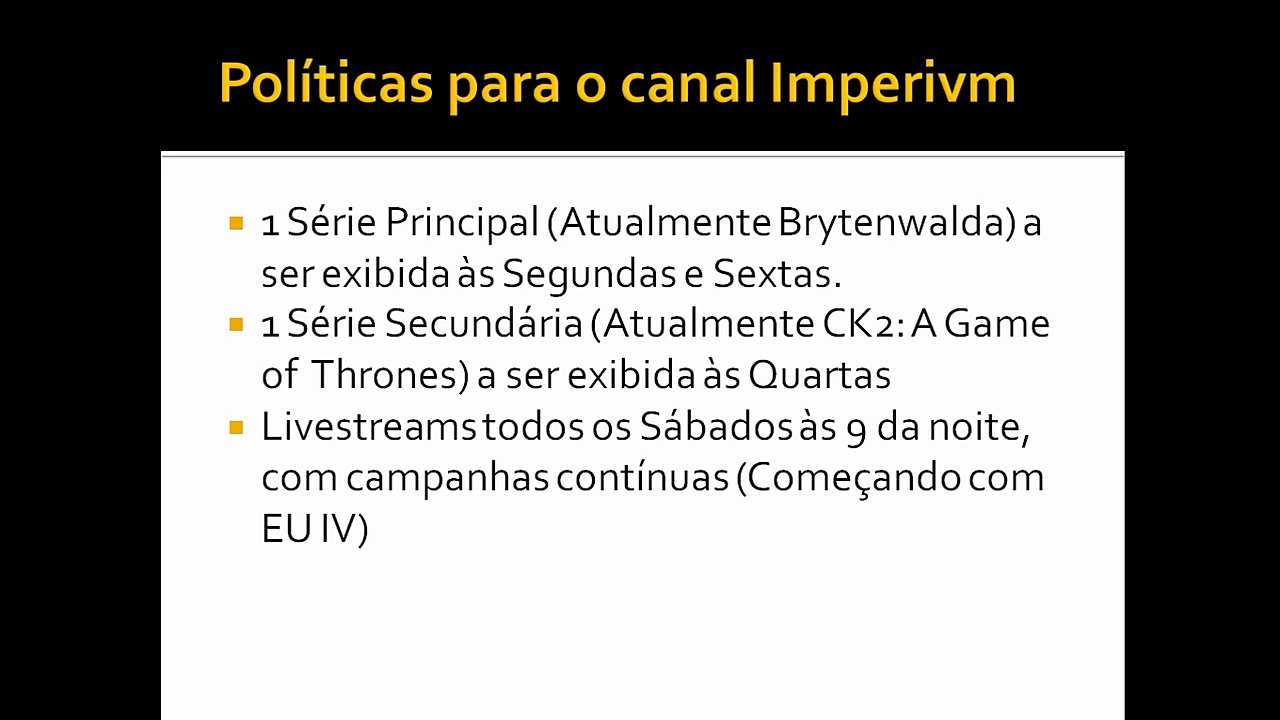 Políticas para o canal Imperivm
1 Série Principal (Atualmente Brytenwalda) a
ser exibida às Segundas e Sextas.
1 Série Secundária (Atualmente CK2: A Game
of Thrones) a ser exibida às Quartas
Livestreams todos os Sábados às 9 da noite,
com campanhas contínuas (Começando com
EU IV)